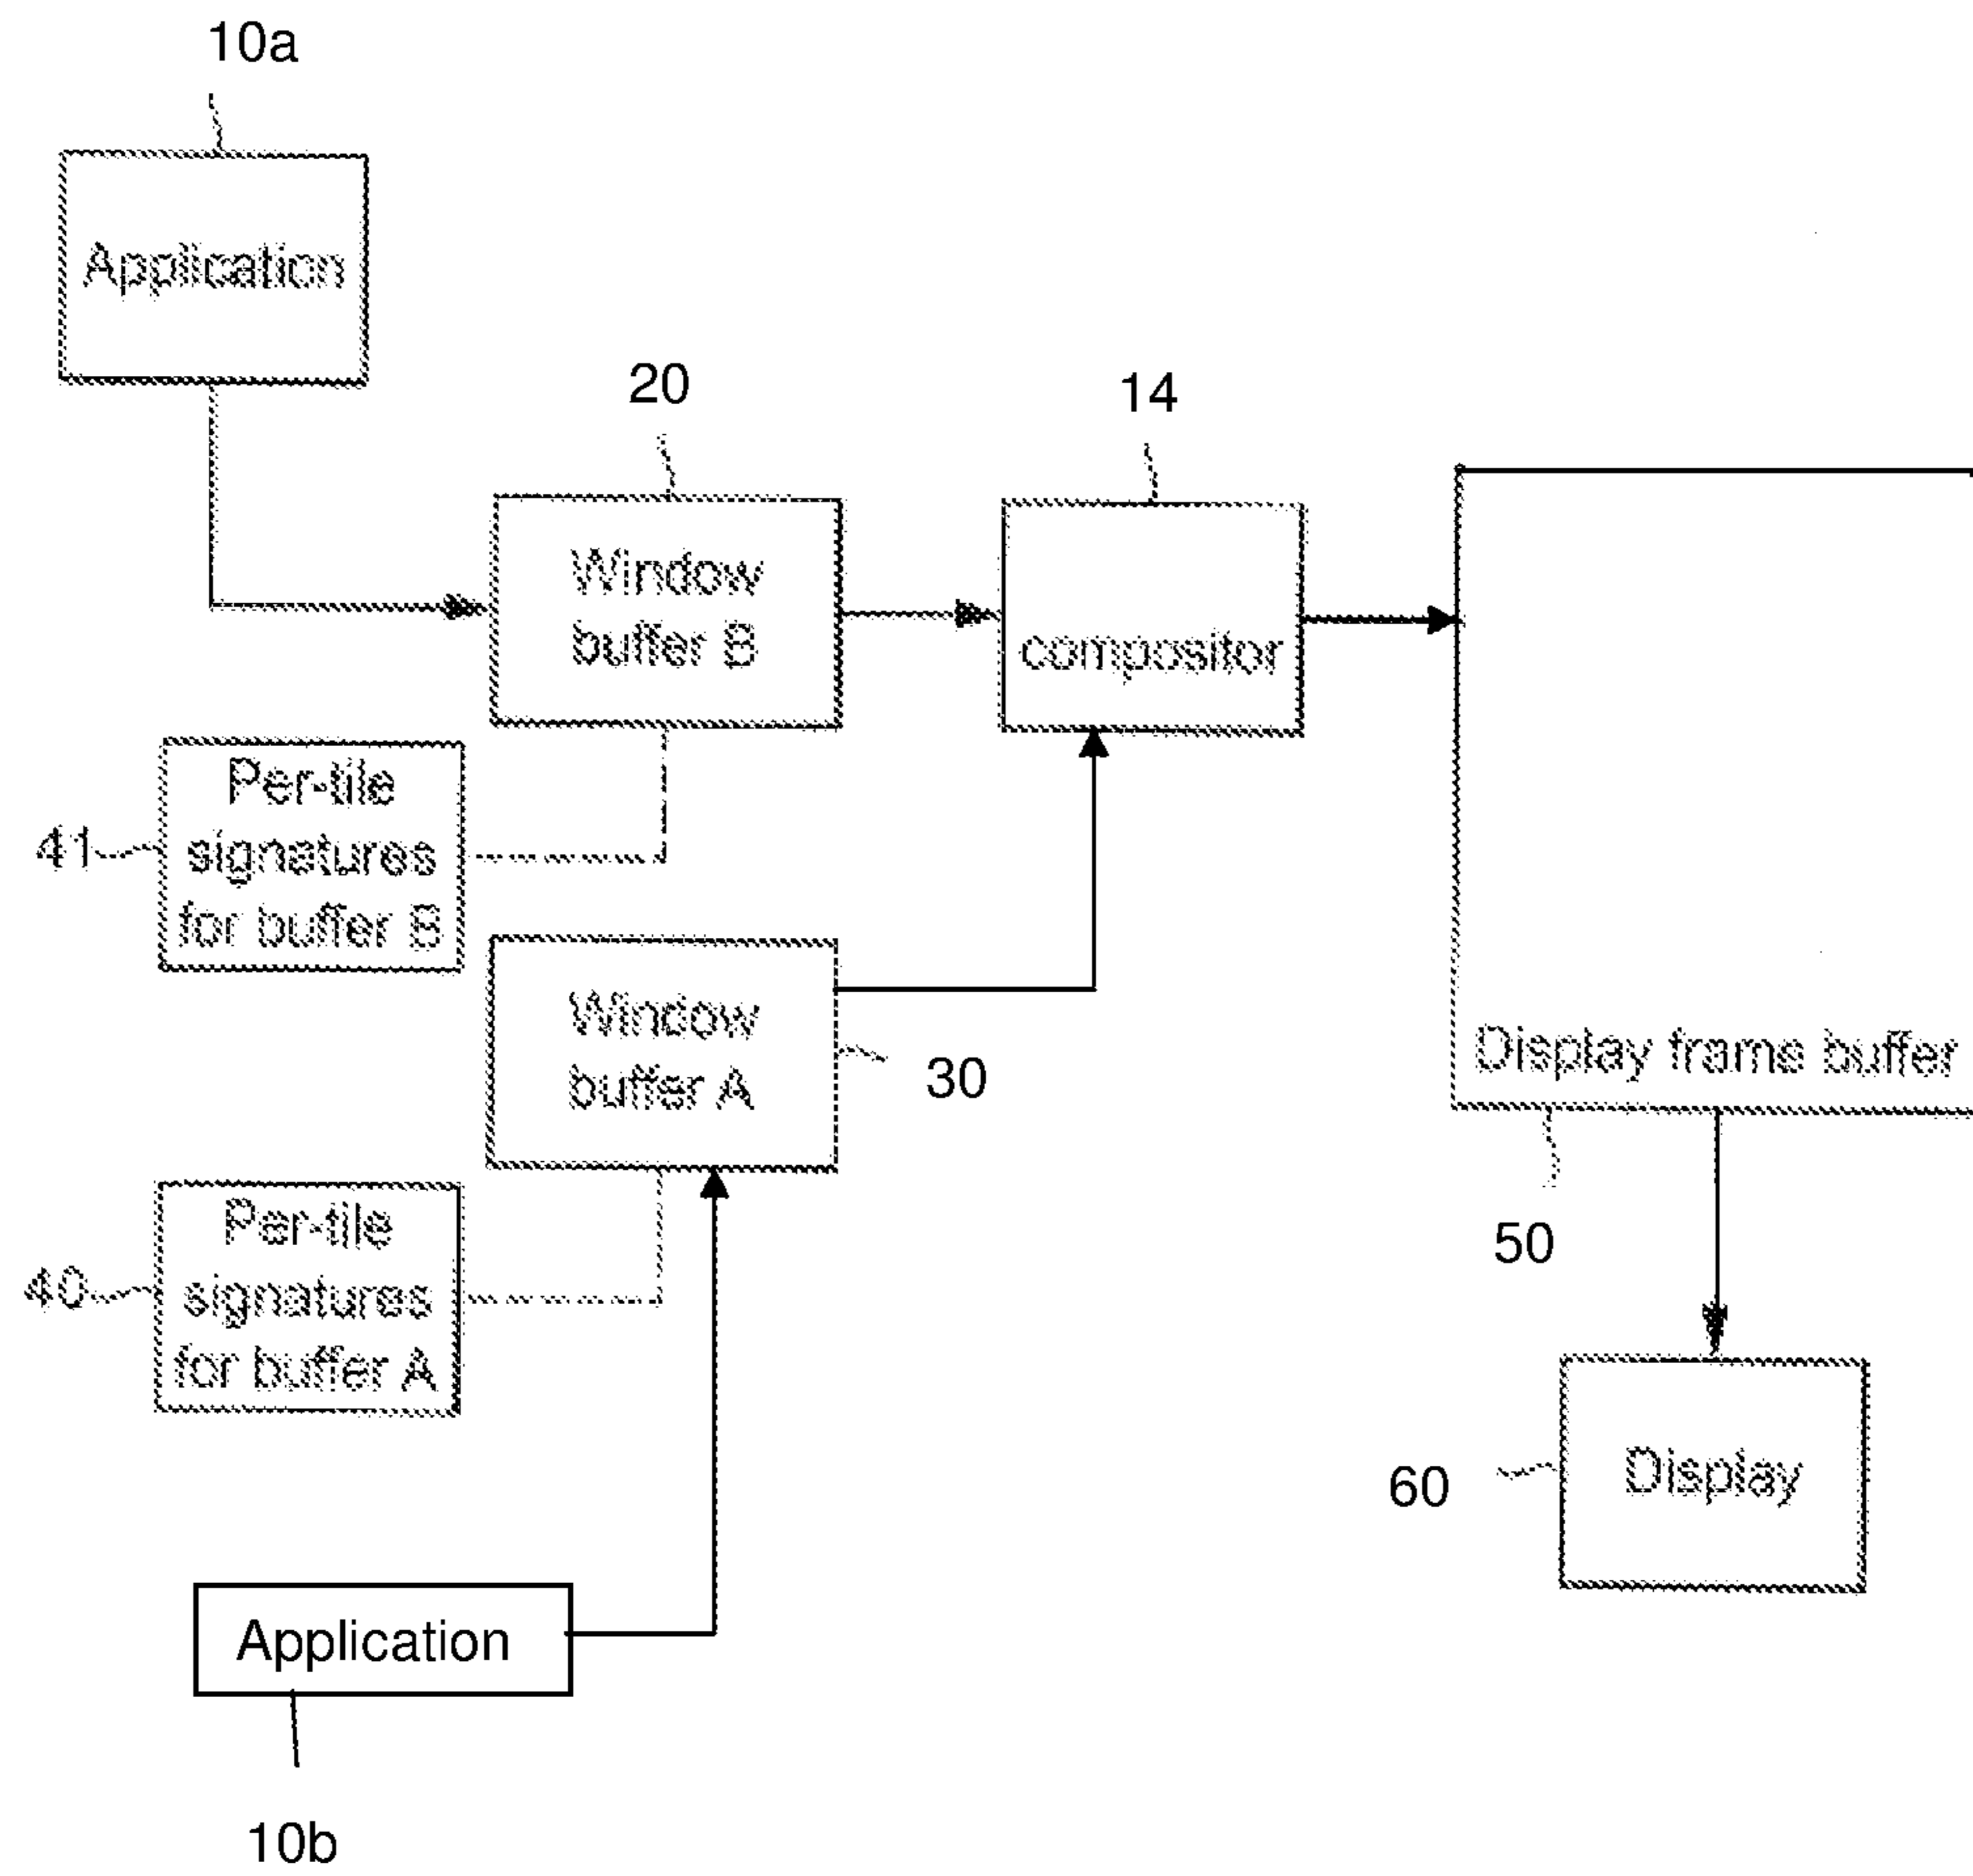 10a
Application
20
14
Window
buffer B
compositor
Per-tile
signatures
for buffer B
41
Window
buffer A
30
Display frame buffer
50
Per-tile
signatures
for buffer A
40
60
Display
Application
10b